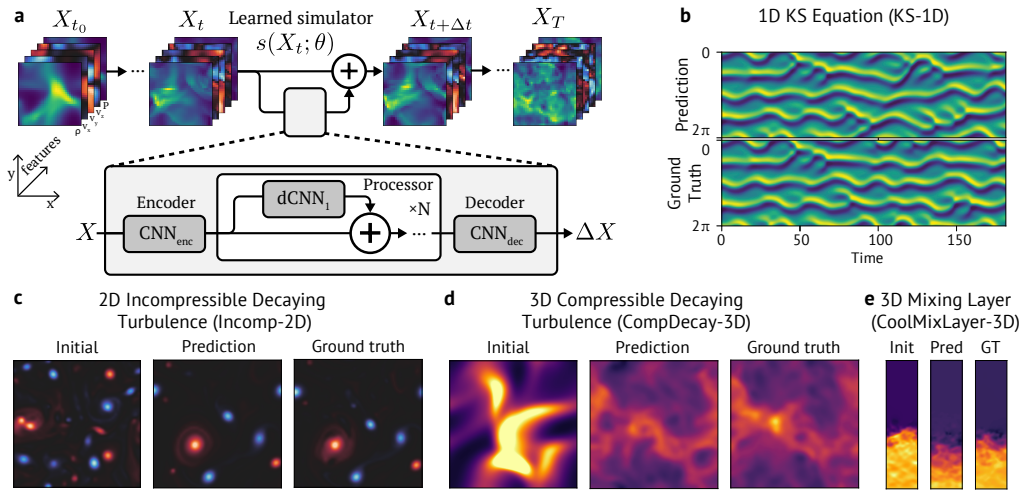 a
X_{t_0}
X_t
Learned simulator
s(X_t; θ)
X_{t+Δt}
X_T
...
...
ρ v_x v_y v_z P
y
features
x
Encoder
Processor
Decoder
dCNN_1
×N
X
CNN_enc
...
CNN_dec
ΔX
b
1D KS Equation (KS-1D)
Prediction
0
2π
Ground
Truth
0
2π
0
50
100
150
Time
c
2D Incompressible Decaying
Turbulence (Incomp-2D)
Initial
Prediction
Ground truth
d
3D Compressible Decaying
Turbulence (CompDecay-3D)
Initial
Prediction
Ground truth
e
3D Mixing Layer
(CoolMixLayer-3D)
Init
Pred
GT